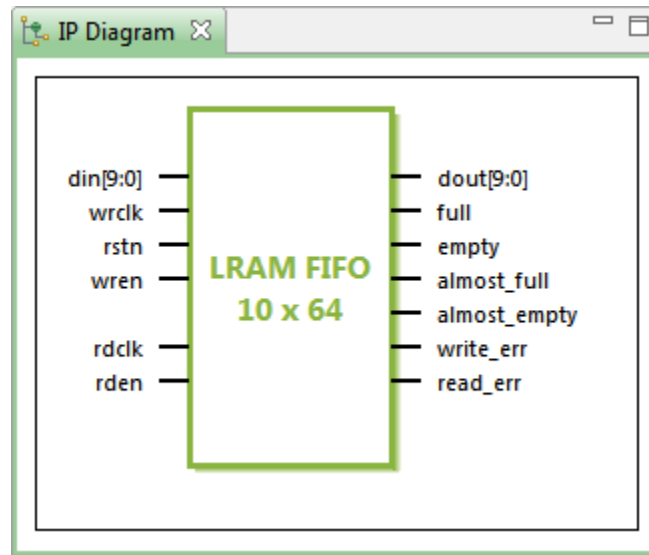 IP Diagram
din[9:0]
wrclk
rstn
wren
rdclk
rden
LRAM FIFO
10 x 64
dout[9:0]
full
empty
almost_full
almost_empty
write_err
read_err